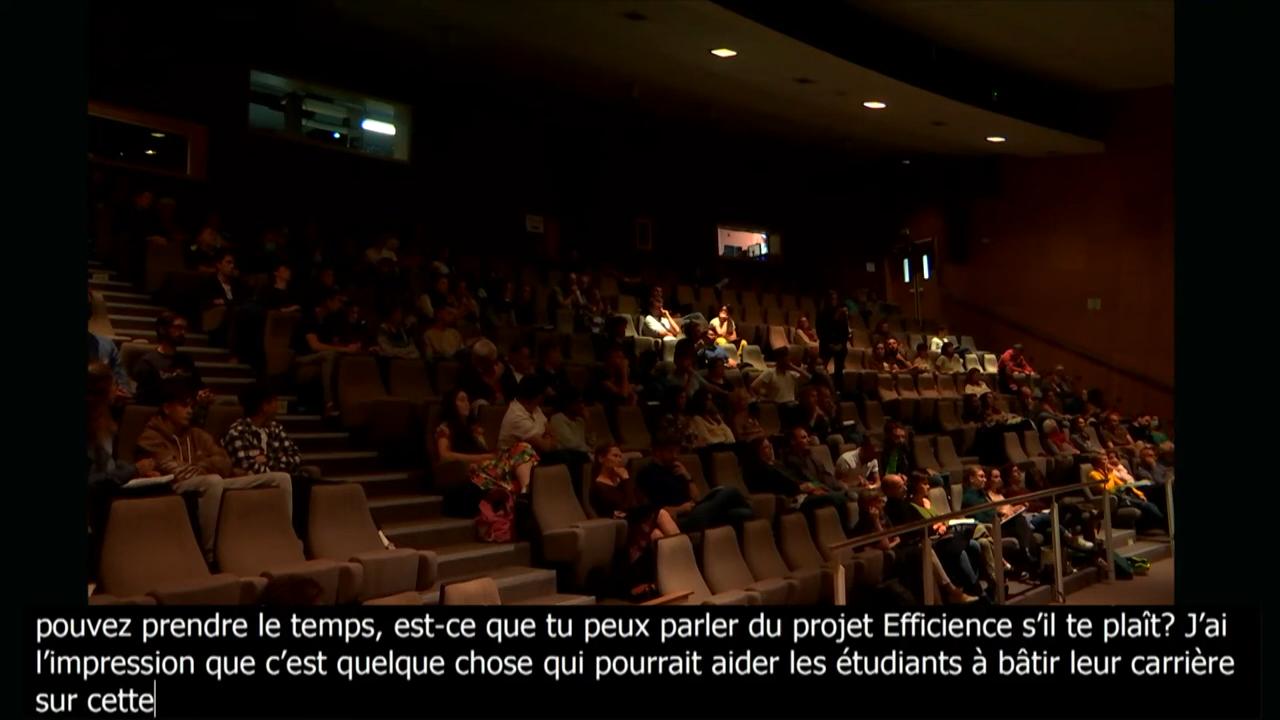 pouvez prendre le temps, est-ce que tu peux parler du projet Efficience s’il te plaît? J’ai
l’impression que c’est quelque chose qui pourrait aider les étudiants à bâtir leur carrière
sur cette